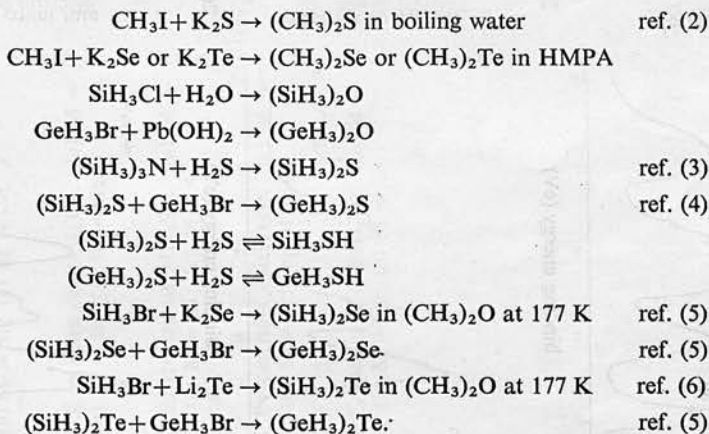 CH₃I + K₂S → (CH₃)₂S in boiling water ref. (2)
CH₃I + K₂Se or K₂Te → (CH₃)₂Se or (CH₃)₂Te in HMPA
SiH₃Cl + H₂O → (SiH₃)₂O
GeH₃Br + Pb(OH)₂ → (GeH₃)₂O
(SiH₃)₃N + H₂S → (SiH₃)₂S ref. (3)
(SiH₃)₂S + GeH₃Br → (GeH₃)₂S ref. (4)
(SiH₃)₂S + H₂S ⇌ SiH₃SH
(GeH₃)₂S + H₂S ⇌ GeH₃SH
SiH₃Br + K₂Se → (SiH₃)₂Se in (CH₃)₂O at 177 K ref. (5)
(SiH₃)₂Se + GeH₃Br → (GeH₃)₂Se. ref. (5)
SiH₃Br + Li₂Te → (SiH₃)₂Te in (CH₃)₂O at 177 K ref. (6)
(SiH₃)₂Te + GeH₃Br → (GeH₃)₂Te. ref. (5)